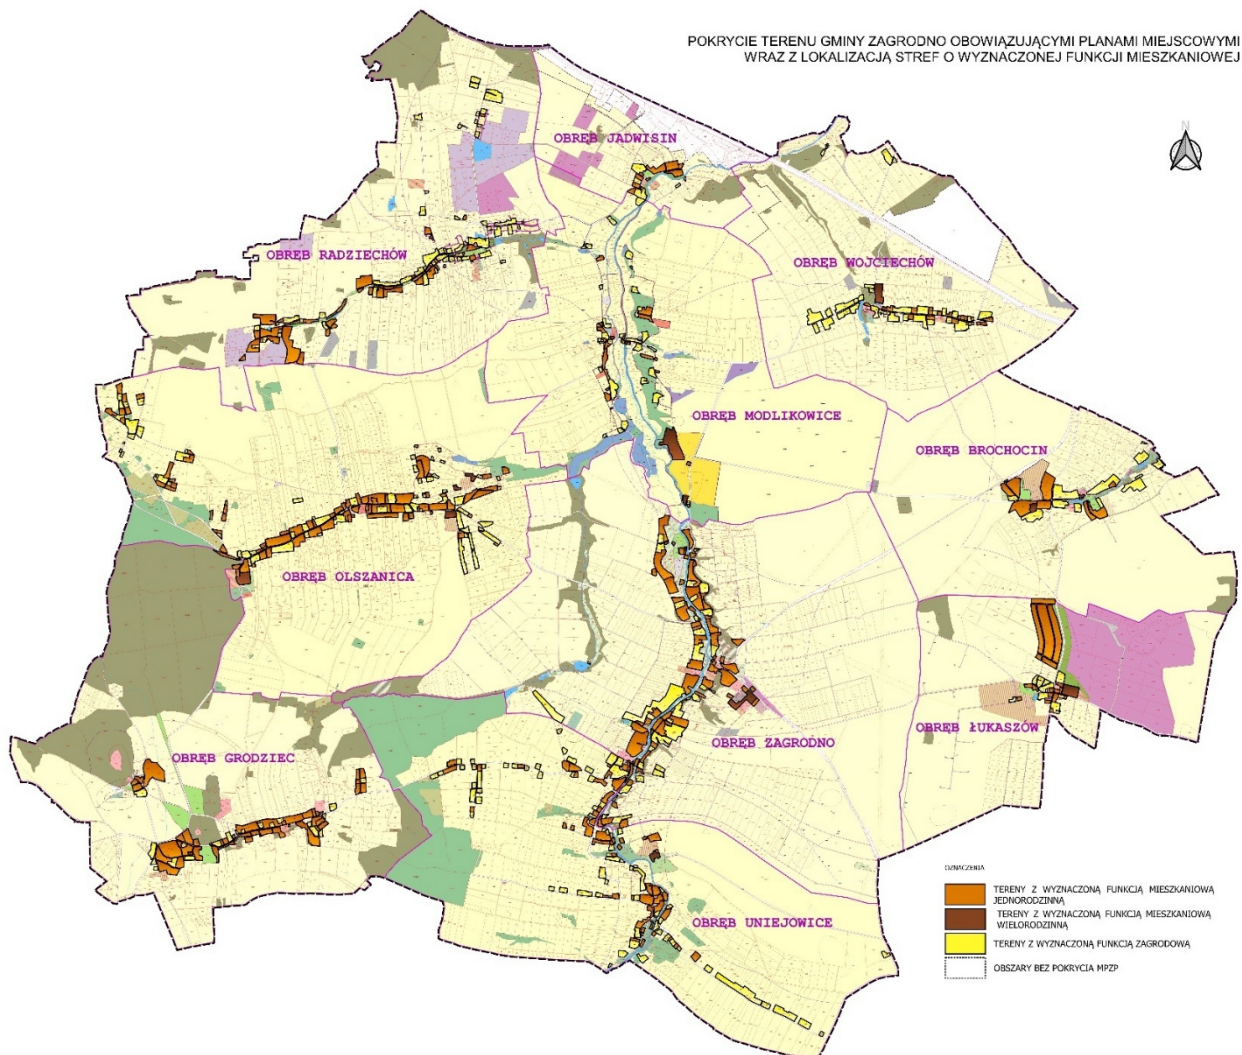 POKRYCIE TERENU GMINY ZAGRODNO OBOWIĄZUJĄCYMI PLANAMI MIEJSCOWYMI
WRAZ Z LOKALIZACJĄ STREF O WYZNACZONEJ FUNKCJI MIESZKANIOWEJ
N
OBRĘB JADWISIN
OBRĘB RADZIECHÓW
OBRĘB WOJCIECHÓW
OBRĘB MODLIKOWICE
OBRĘB BROCHOCIN
OBRĘB OLSZANICA
OBRĘB ŁUKASZÓW
OBRĘB ZAGRODNO
OBRĘB GRODZIEC
OBRĘB UNIEJOWICE
OZNACZENIA
TERENY Z WYZNACZONĄ FUNKCJĄ MIESZKANIOWĄ
JEDNORODZINNĄ
TERENY Z WYZNACZONĄ FUNKCJĄ MIESZKANIOWĄ
WIELORODZINNĄ
TERENY Z WYZNACZONĄ FUNKCJĄ ZAGRODOWĄ
OBSZARY BEZ POKRYCIA MPZP